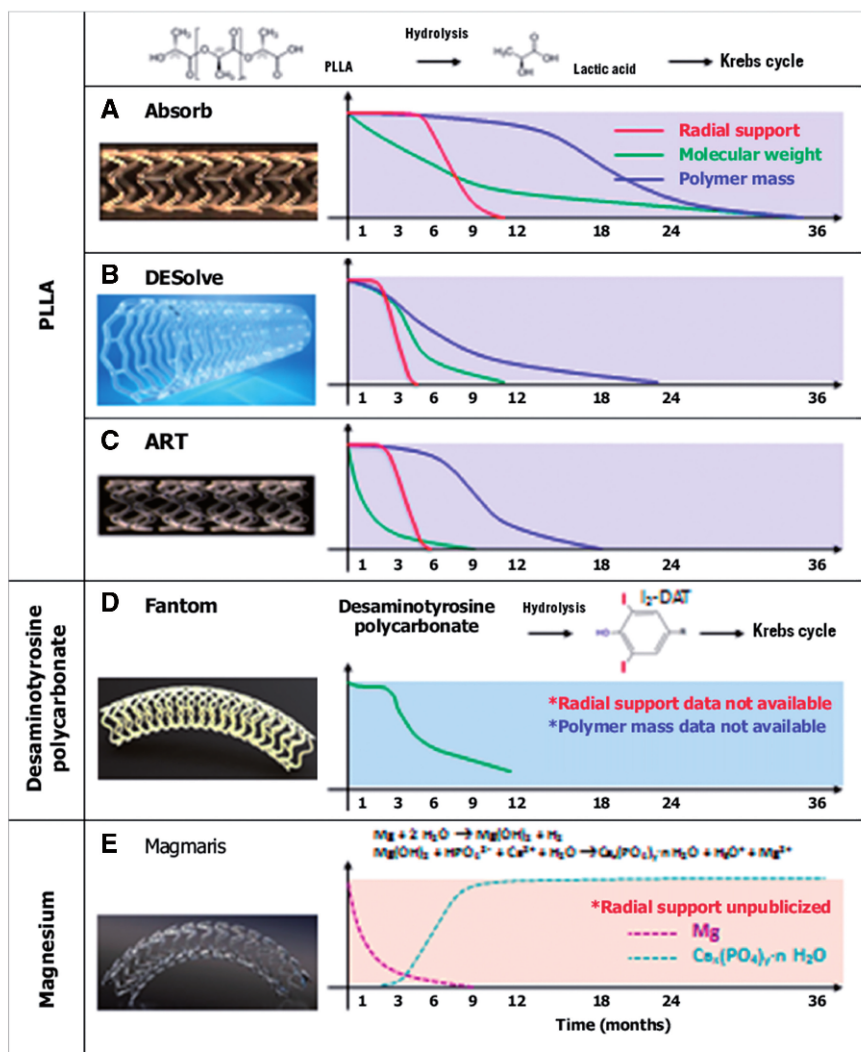 PLLA
PLLA
Hydrolysis
Lactic acid
Krebs cycle
A Absorb
Radial support
Molecular weight
Polymer mass
1 3 6 9 12 18 24 36
B DESolve
1 3 6 9 12 18 24 36
C ART
1 3 6 9 12 18 24 36
Desaminotyrosine
polycarbonate
D Fantom
Desaminotyrosine
polycarbonate
Hydrolysis
I₂-DAT
I
HO
R
I
Krebs cycle
*Radial support data not available
*Polymer mass data not available
1 3 6 9 12 18 24 36
Magnesium
E Magmaris
Mg + 2 H₂O → Mg(OH)₂ + H₂
*Radial support unpublicized
Mg
Caₓ(PO₄)ᵧ·n H₂O
1 3 6 9 12 18 24 36
Time (months)